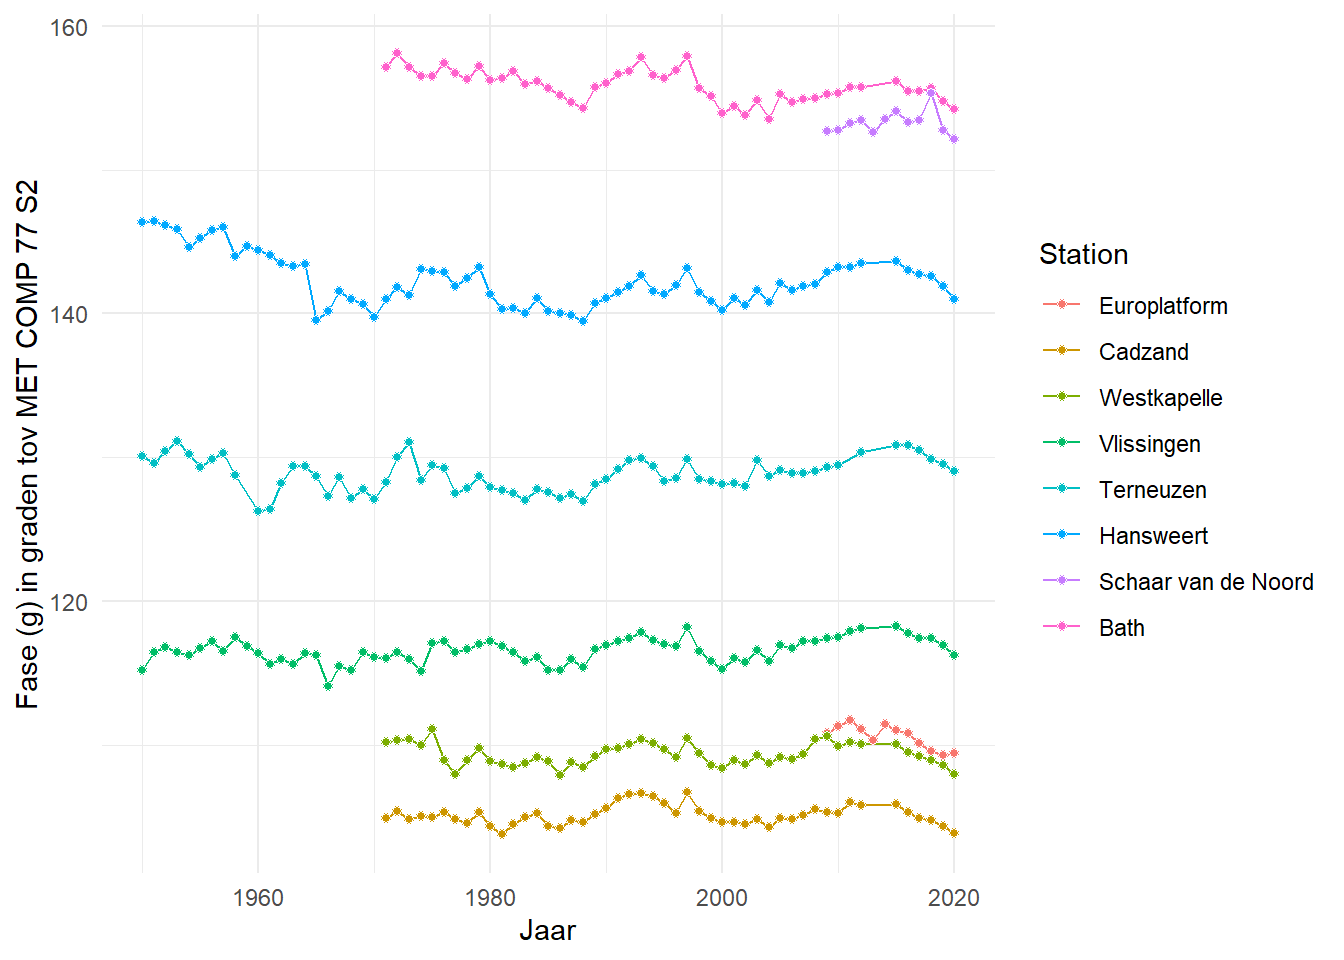 160
140
120
Fase (g) in graden tov MET COMP 77 S2
1960
1980
2000
2020
Jaar
Station
Europlatform
Cadzand
Westkapelle
Vlissingen
Terneuzen
Hansweert
Schaar van de Noord
Bath